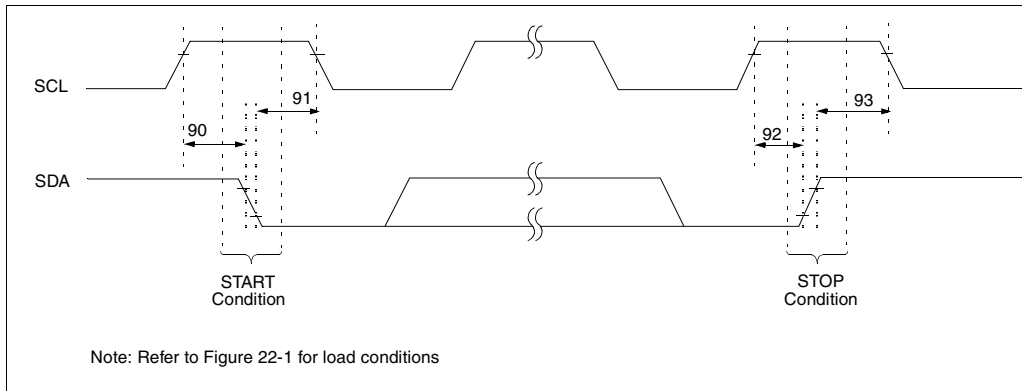 SCL
91
93
90
92
SDA
START
Condition
STOP
Condition
Note: Refer to Figure 22-1 for load conditions